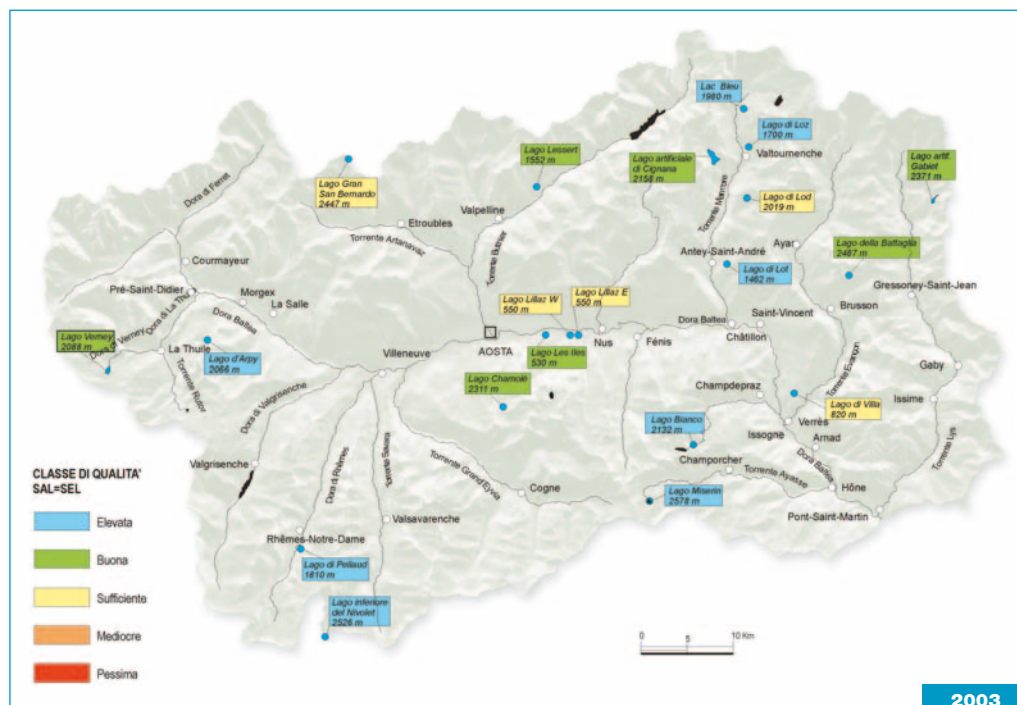 Lac Bleu
1980 m
Lago di Loz
1700 m
Valtournenche
Lago Lessert
1552 m
Lago artificiale
di Cignana
2158 m
Lago artif.
Gabiet
2371 m
Lago Gran
San Bernardo
2447 m
Dora di Ferret
Lago di Lod
2019 m
Torrente Marmore
Valpelline
Etroubles
Torrente Artanavaz
Torrente Buthier
Antey-Saint-André
Ayar
Lago della Battaglia
2487 m
Courmayeur
Lago di Lof
1462 m
Gressoney-Saint-Jean
Pré-Saint-Didier
Morgex
La Salle
Dora di La Thuile
Dora Baltea
Lago Lillaz W
550 m
Lago Lillaz E
550 m
Saint-Vincent
Brusson
Dora Baltea
Lago Verney
2088 m
Dora di Verney
La Thuile
Lago d'Arpy
2066 m
Torrente Rutor
Villeneuve
AOSTA
Lago Les Iles
530 m
Nus
Fénis
Châtillon
Torrente Evançon
Gaby
Lago Chamolé
2311 m
Champdepraz
Lago di Villa
820 m
Issime
Lago Bianco
2132 m
Verrès
Issogne
Arnad
Dora Baltea
Torrente Lys
Dora di Valgrisenche
Dora di Rhêmes
Torrente Savara
Torrente Grand Eyvia
Valgrisenche
Cogne
Champorcher
Torrente Ayasse
Hône
Lago Miserin
2578 m
Pont-Saint-Martin
Valsavarenche
Rhêmes-Notre-Dame
Lago di Pellaud
1810 m
Lago inferiore
del Nivolet
2526 m
CLASSE DI QUALITA'
SAL=SEL
Elevata
Buona
Sufficiente
Mediocre
Pessima
0 5 10 Km
2003